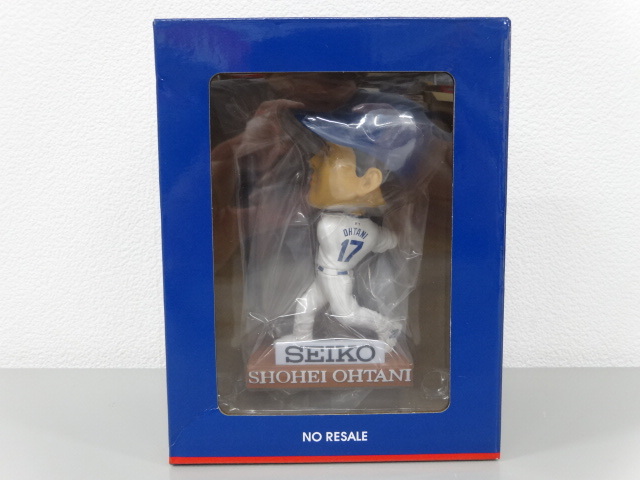 OHTANI
17
SEIKO
SHOHEI OHTANI
NO RESALE